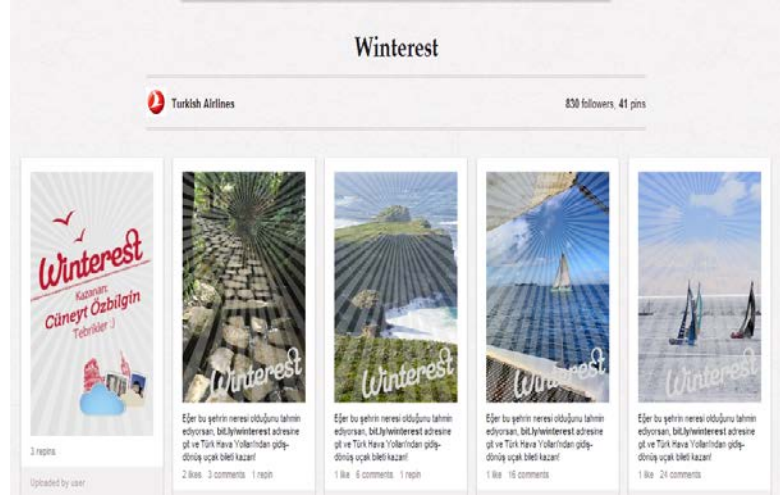 Winterest
Turkish Airlines
830 followers, 41 pins
Winterest
Kazanan:
Cüneyt Özbilgin
Tebrikler :)
3 repins
Uploaded by user
Winterest
Eğer bu şehrin neresi olduğunu tahmin
ediyorsan, bit.ly/winterest adresine
git ve Türk Hava Yolları'ndan gidiş-
dönüş uçak bileti kazan!
2 likes 3 comments 1 repin
Winterest
Eğer bu şehrin neresi olduğunu tahmin
ediyorsan, bit.ly/winterest adresine
git ve Türk Hava Yolları'ndan gidiş-
dönüş uçak bileti kazan!
1 like 6 comments 1 repin
Winterest
Eğer bu şehrin neresi olduğunu tahmin
ediyorsan, bit.ly/winterest adresine
git ve Türk Hava Yolları'ndan gidiş-
dönüş uçak bileti kazan!
1 like 16 comments
Winterest
Eğer bu şehrin neresi olduğunu tahmin
ediyorsan, bit.ly/winterest adresine
git ve Türk Hava Yolları'ndan gidiş-
dönüş uçak bileti kazan!
1 like 24 comments